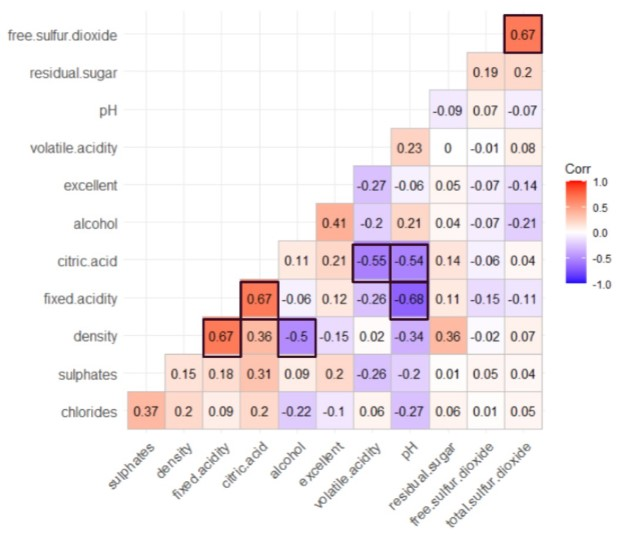 free.sulfur.dioxide 0.67
residual.sugar 0.19 0.2
pH -0.09 0.07 -0.07
volatile.acidity 0.23 0 -0.01 0.08
excellent -0.27 -0.06 0.05 -0.07 -0.14
alcohol 0.41 -0.2 0.21 0.04 -0.07 -0.21
citric.acid 0.11 0.21 -0.55 -0.54 0.14 -0.06 0.04
fixed.acidity 0.67 -0.06 0.12 -0.26 -0.68 0.11 -0.15 -0.11
density 0.67 0.36 -0.5 -0.15 0.02 -0.34 0.36 -0.02 0.07
sulphates 0.15 0.18 0.31 0.09 0.2 -0.26 -0.2 0.01 0.05 0.04
chlorides 0.37 0.2 0.09 0.2 -0.22 -0.1 0.06 -0.27 0.06 0.01 0.05
sulphates
density
fixed.acidity
citric.acid
alcohol
excellent
volatile.acidity
pH
residual.sugar
free.sulfur.dioxide
total.sulfur.dioxide
Corr
1.0
0.5
0.0
-0.5
-1.0